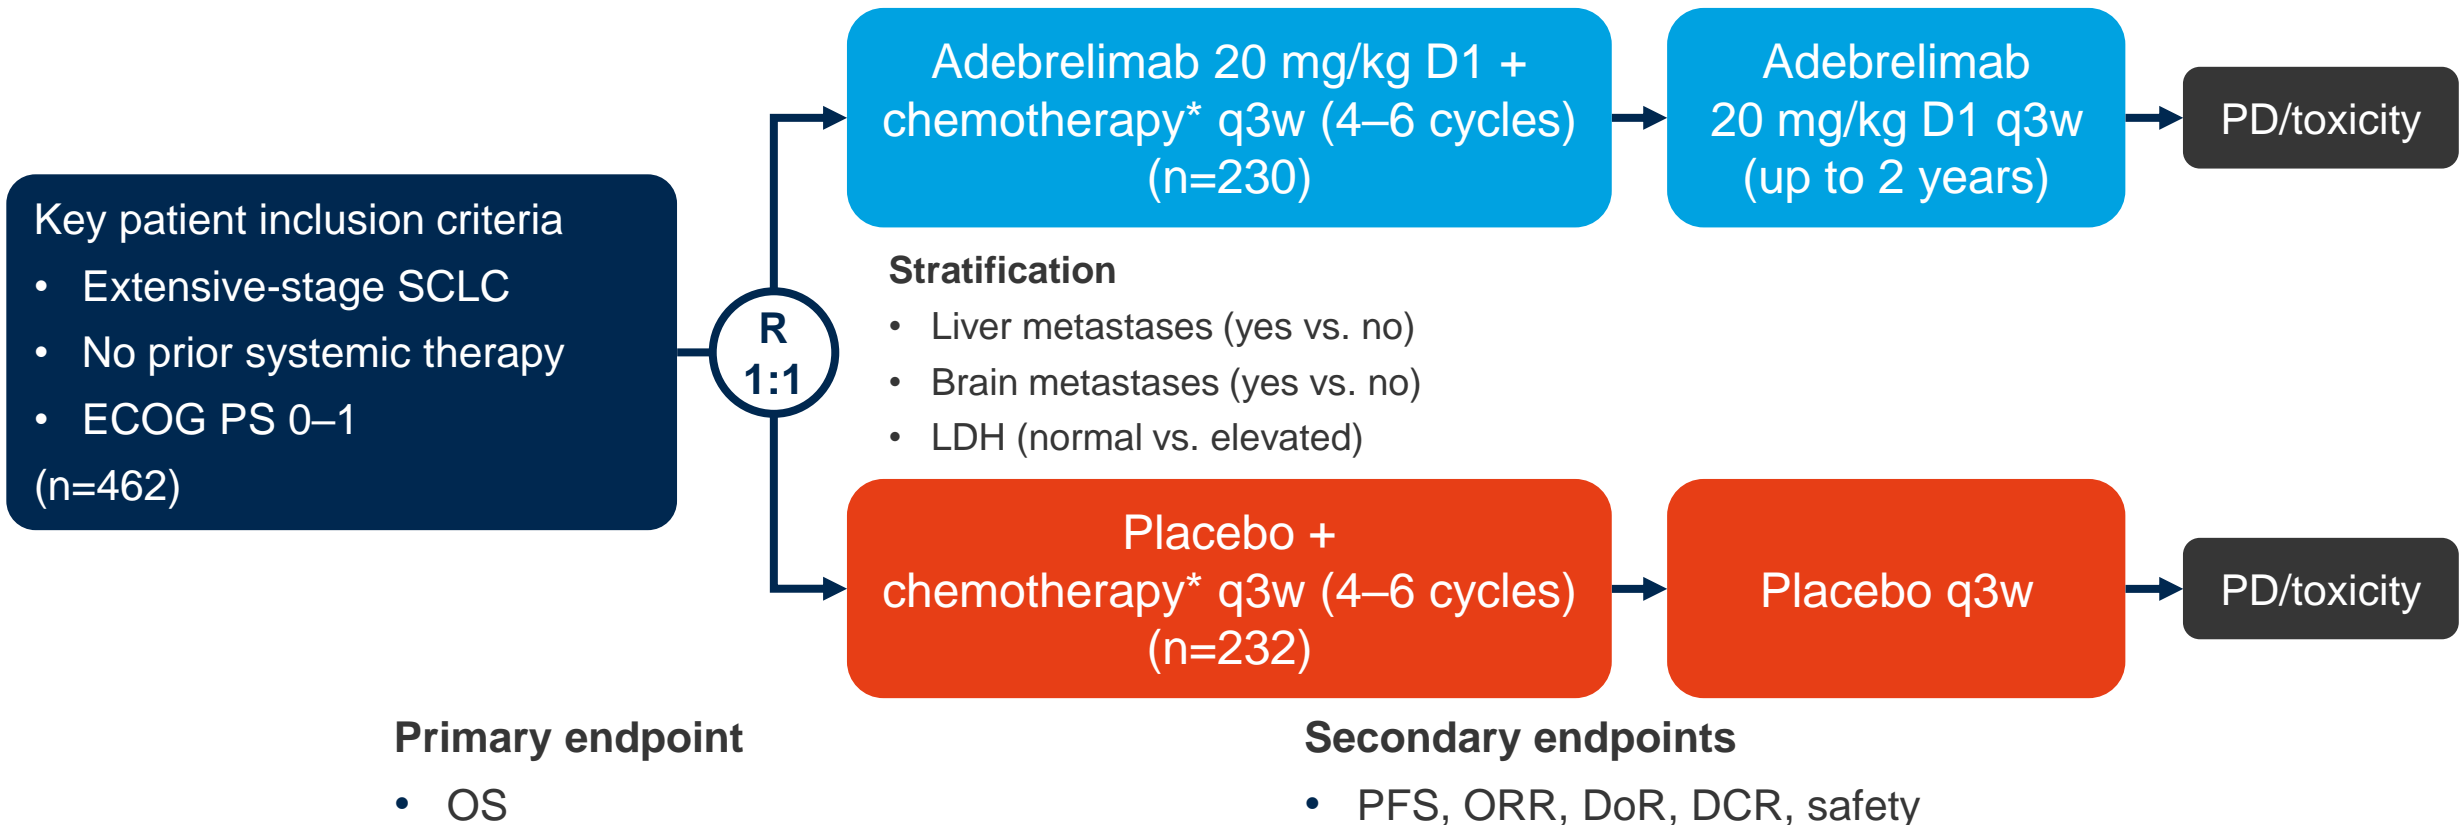 Key patient inclusion criteria
• Extensive-stage SCLC
• No prior systemic therapy
• ECOG PS 0–1
(n=462)
R
1:1
Adebrelimab 20 mg/kg D1 +
chemotherapy* q3w (4–6 cycles)
(n=230)
Adebrelimab
20 mg/kg D1 q3w
(up to 2 years)
PD/toxicity
Stratification
• Liver metastases (yes vs. no)
• Brain metastases (yes vs. no)
• LDH (normal vs. elevated)
Placebo +
chemotherapy* q3w (4–6 cycles)
(n=232)
Placebo q3w
PD/toxicity
Primary endpoint
• OS
Secondary endpoints
• PFS, ORR, DoR, DCR, safety